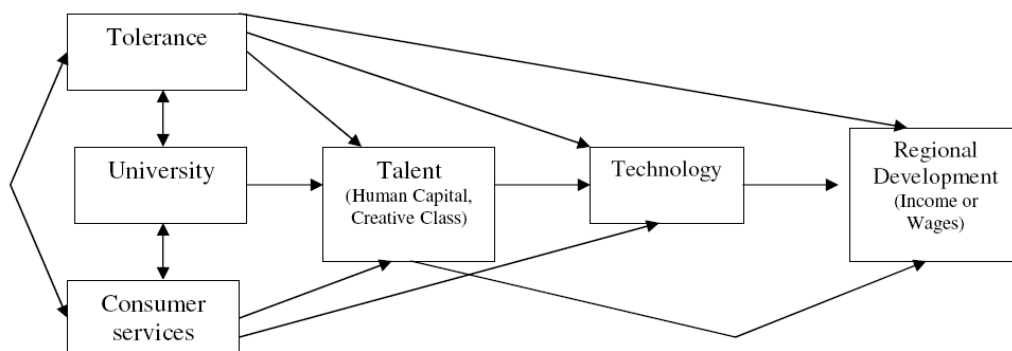 Tolerance
University
Consumer
services
Talent
(Human Capital,
Creative Class)
Technology
Regional
Development
(Income or
Wages)